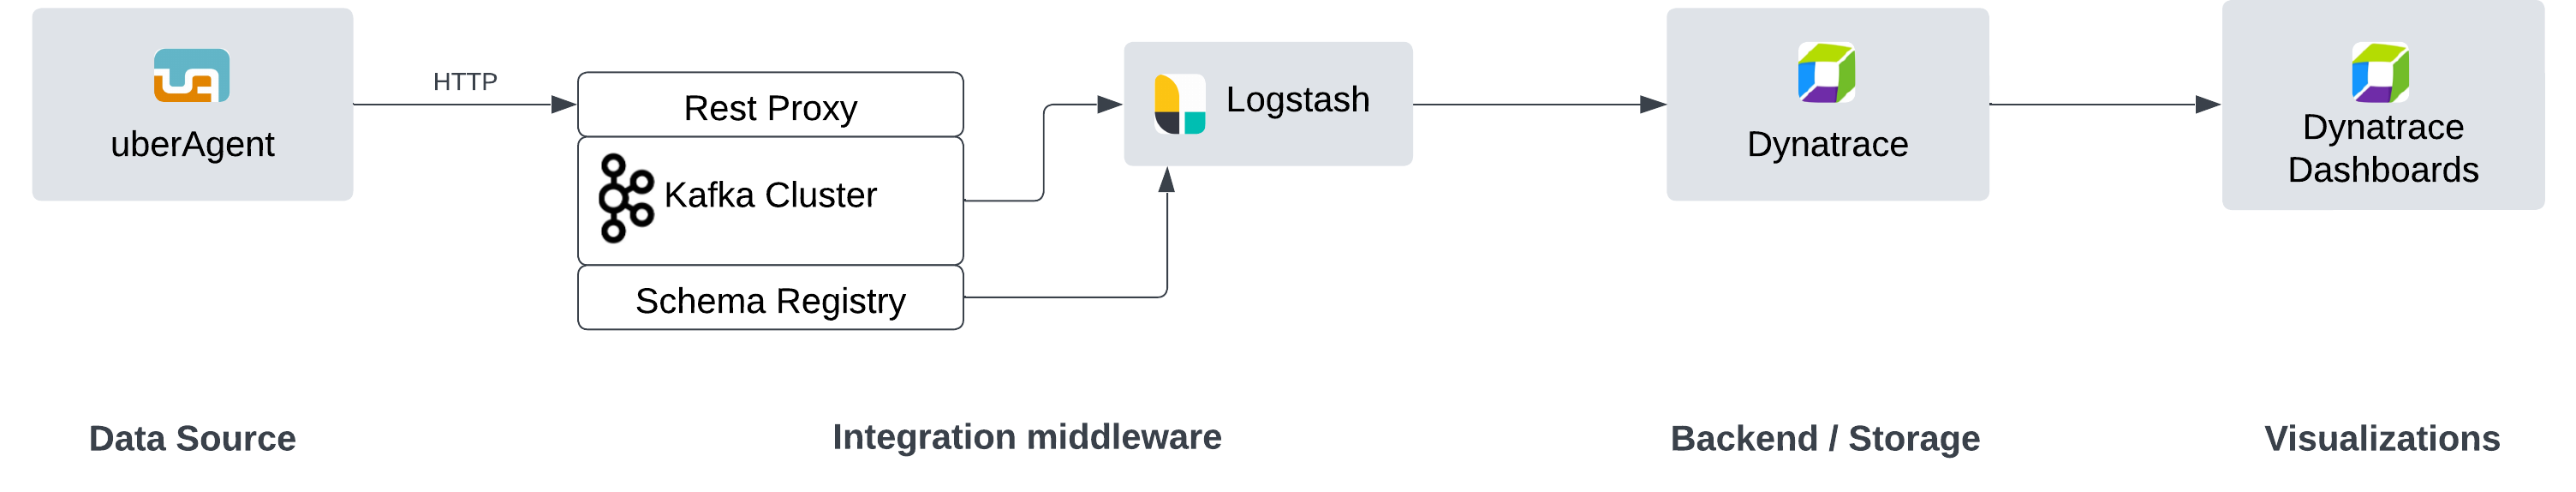 uberAgent
HTTP
Rest Proxy
Kafka Cluster
Schema Registry
Logstash
Dynatrace
Dynatrace
Dashboards
Data Source
Integration middleware
Backend / Storage
Visualizations